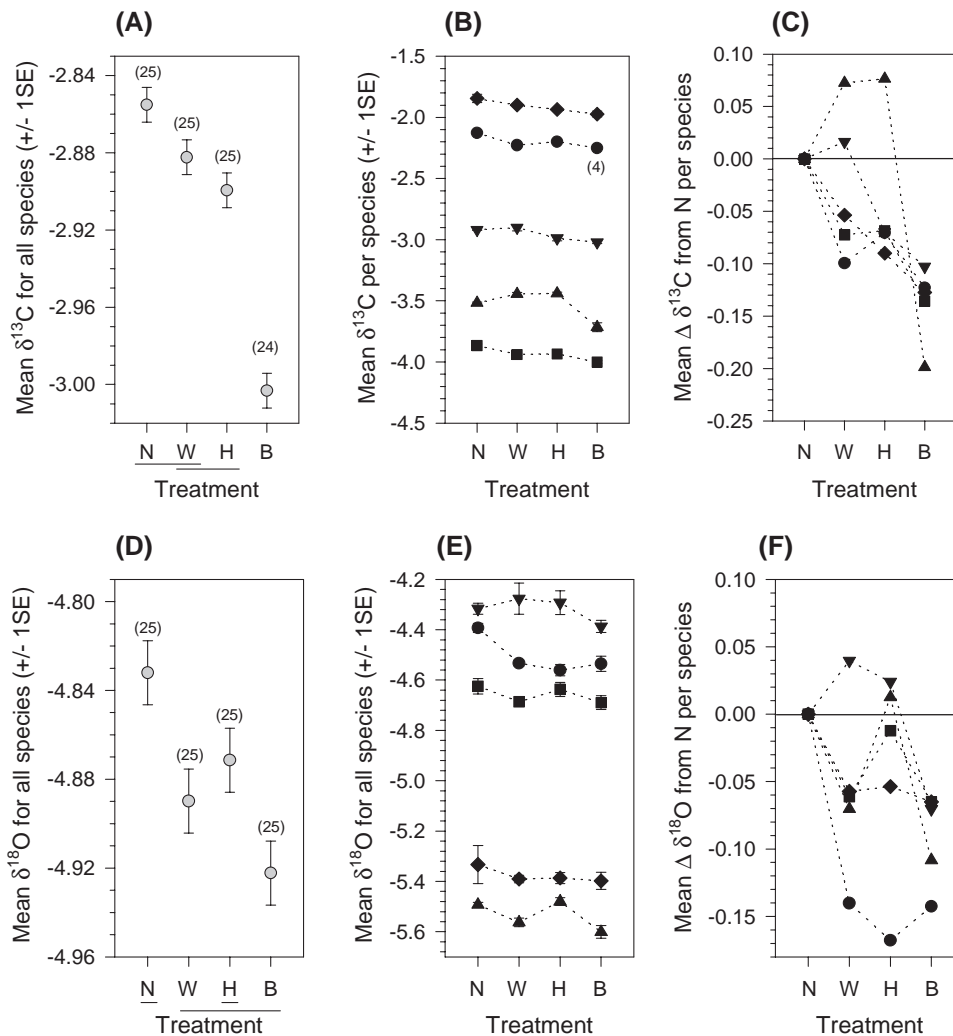 (A)
Mean δ¹³C for all species (+/- 1SE)
-2.84
-2.88
-2.92
-2.96
-3.00
(25)
(25)
(25)
(24)
N W H B
Treatment
(B)
Mean δ¹³C per species (+/- 1SE)
-1.5
-2.0
-2.5
-3.0
-3.5
-4.0
-4.5
(4)
N W H B
Treatment
(C)
Mean Δ δ¹³C from N per species
0.10
0.05
0.00
-0.05
-0.10
-0.15
-0.20
-0.25
N W H B
Treatment
(D)
Mean δ¹⁸O for all species (+/- 1SE)
-4.80
-4.84
-4.88
-4.92
-4.96
(25)
(25)
(25)
(25)
N W H B
Treatment
(E)
Mean δ¹⁸O for all species (+/- 1SE)
-4.2
-4.4
-4.6
-4.8
-5.0
-5.2
-5.4
-5.6
N W H B
Treatment
(F)
Mean Δ δ¹⁸O from N per species
0.10
0.05
0.00
-0.05
-0.10
-0.15
N W H B
Treatment